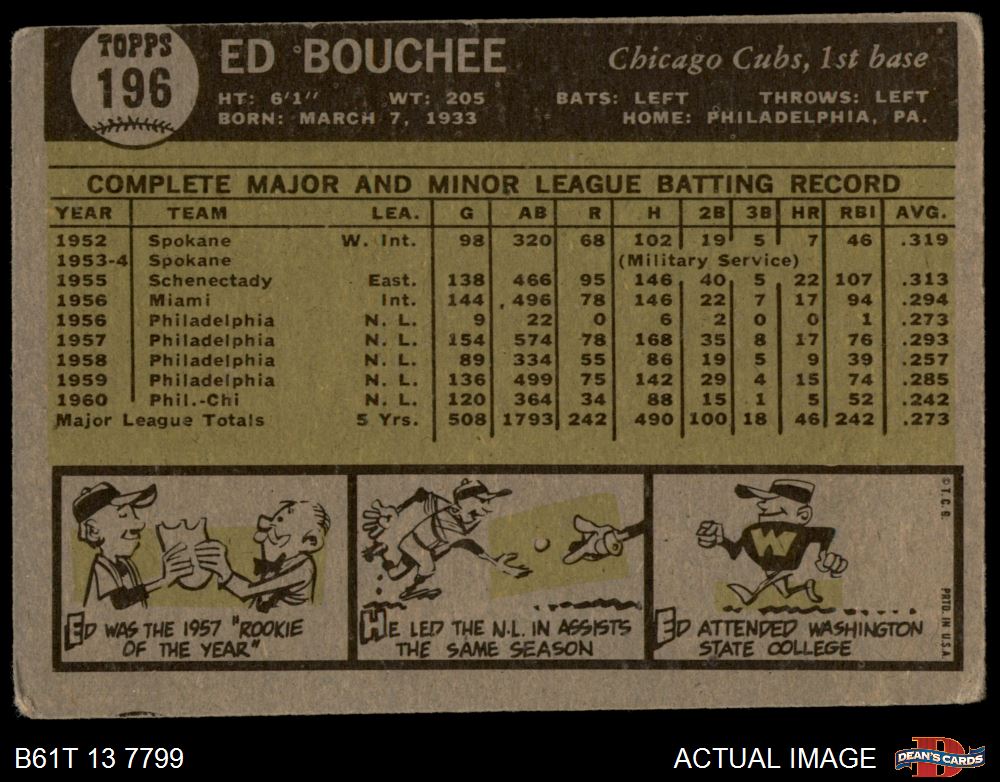 TOPPS
196
ED BOUCHEE
Chicago Cubs, 1st base
HT: 6'1" WT: 205 BATS: LEFT THROWS: LEFT
BORN: MARCH 7, 1933 HOME: PHILADELPHIA, PA.
COMPLETE MAJOR AND MINOR LEAGUE BATTING RECORD
YEAR TEAM LEA. G AB R H 2B 3B HR RBI AVG.
1952 Spokane W. Int. 98 320 68 102 19 5 7 46 .319
1953-4 Spokane (Military Service)
1955 Schenectady East. 138 466 95 146 40 5 22 107 .313
1956 Miami Int. 144 496 78 146 22 7 17 94 .294
1956 Philadelphia N. L. 9 22 0 6 2 0 0 1 .273
1957 Philadelphia N. L. 154 574 78 168 35 8 17 76 .293
1958 Philadelphia N. L. 89 334 55 86 19 5 9 39 .257
1959 Philadelphia N. L. 136 499 75 142 29 4 15 74 .285
1960 Phil.-Chi N. L. 120 364 34 88 15 1 5 52 .242
Major League Totals 5 Yrs. 508 1793 242 490 100 18 46 242 .273
ED WAS THE 1957 "ROOKIE
OF THE YEAR"
HE LED THE N.L. IN ASSISTS
THE SAME SEASON
W
ED ATTENDED WASHINGTON
STATE COLLEGE
© T. C. G.
PRTD. IN U.S.A.
B61T 13 7799
ACTUAL IMAGE
D
DEAN'S CARDS